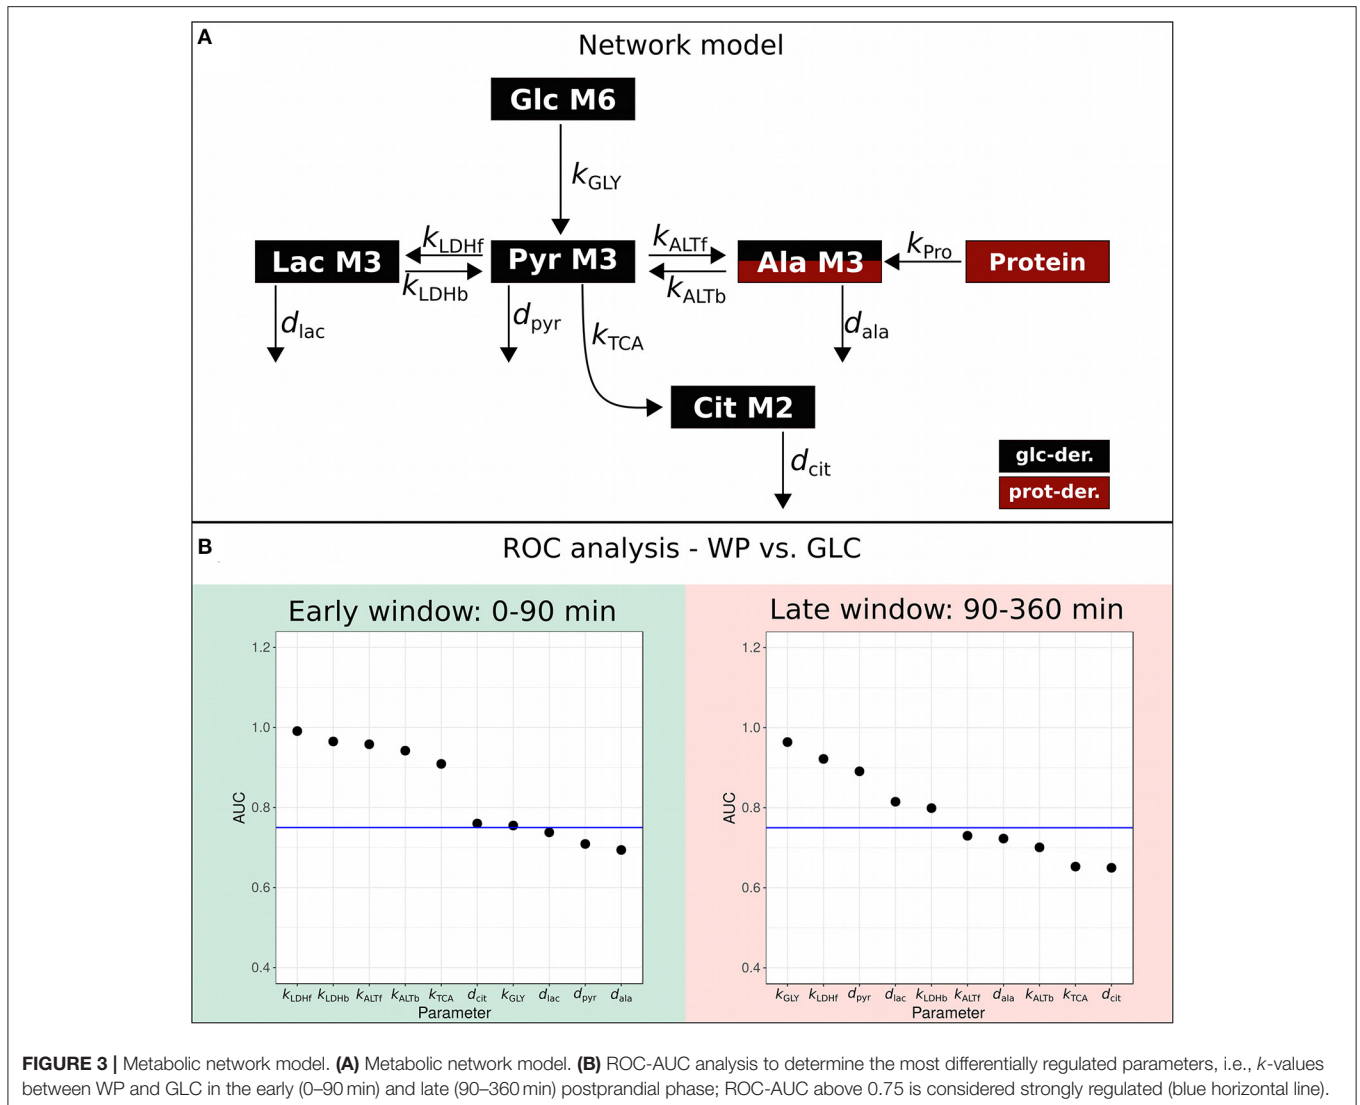 A
Network model
Glc M6
kGLY
Lac M3
kLDHf
kLDHb
Pyr M3
kALTf
kALTb
Ala M3
kPro
Protein
dlac
dpyr
kTCA
dala
Cit M2
dcit
glc-der.
prot-der.
B
ROC analysis - WP vs. GLC
Early window: 0-90 min
1.2
1.0
0.8
0.6
0.4
AUC
kLDHf kLDHb kALTf kALTb kTCA dcit kGLY dlac dpyr dala
Parameter
Late window: 90-360 min
1.2
1.0
0.8
0.6
0.4
AUC
kGLY kLDHf dpyr dlac kLDHb kALTf dala kALTb kTCA dcit
Parameter
FIGURE 3 | Metabolic network model. (A) Metabolic network model. (B) ROC-AUC analysis to determine the most differentially regulated parameters, i.e., k-values
between WP and GLC in the early (0–90 min) and late (90–360 min) postprandial phase; ROC-AUC above 0.75 is considered strongly regulated (blue horizontal line).